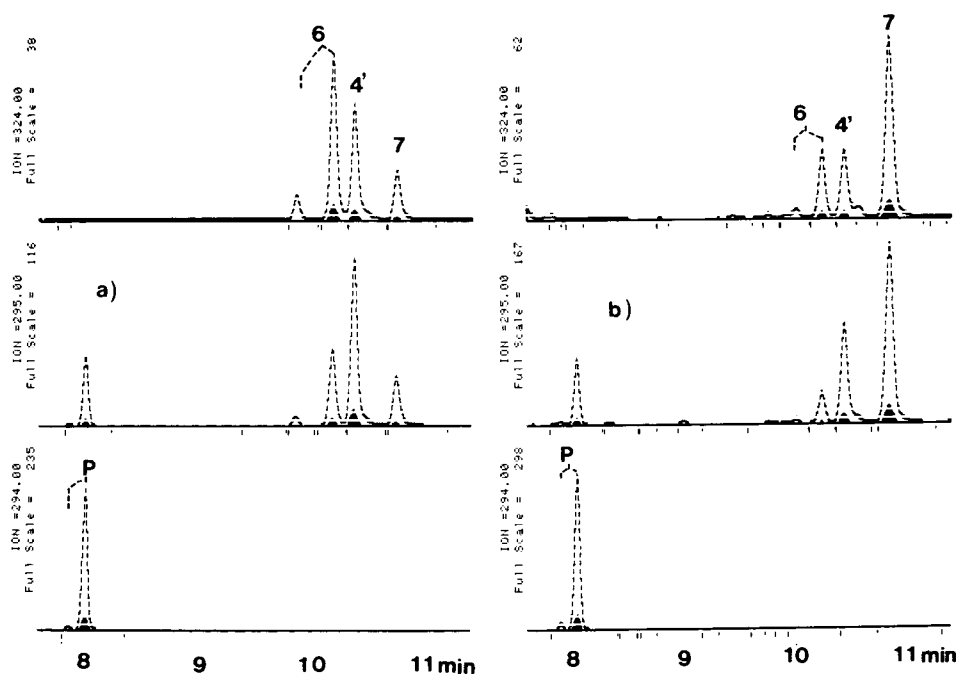 ION =324.00
Full Scale = 38
6
4'
7
ION =295.00
Full Scale = 116
a)
ION =294.00
Full Scale = 235
P
8 9 10 11 min
ION =324.00
Full Scale = 62
6
4'
7
ION =295.00
Full Scale = 167
b)
ION =294.00
Full Scale = 298
P
8 9 10 11 min